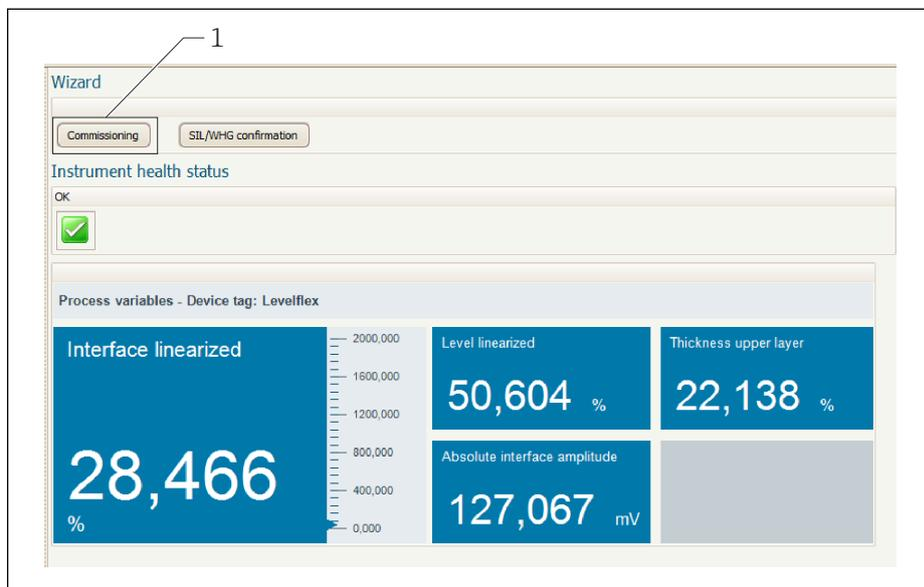 1
Wizard
Commissioning
SIL/WHG confirmation
Instrument health status
OK
Process variables - Device tag: Levelflex
Interface linearized
28,466
%
2000,000
1600,000
1200,000
800,000
400,000
0,000
Level linearized
50,604 %
Thickness upper layer
22,138 %
Absolute interface amplitude
127,067 mV